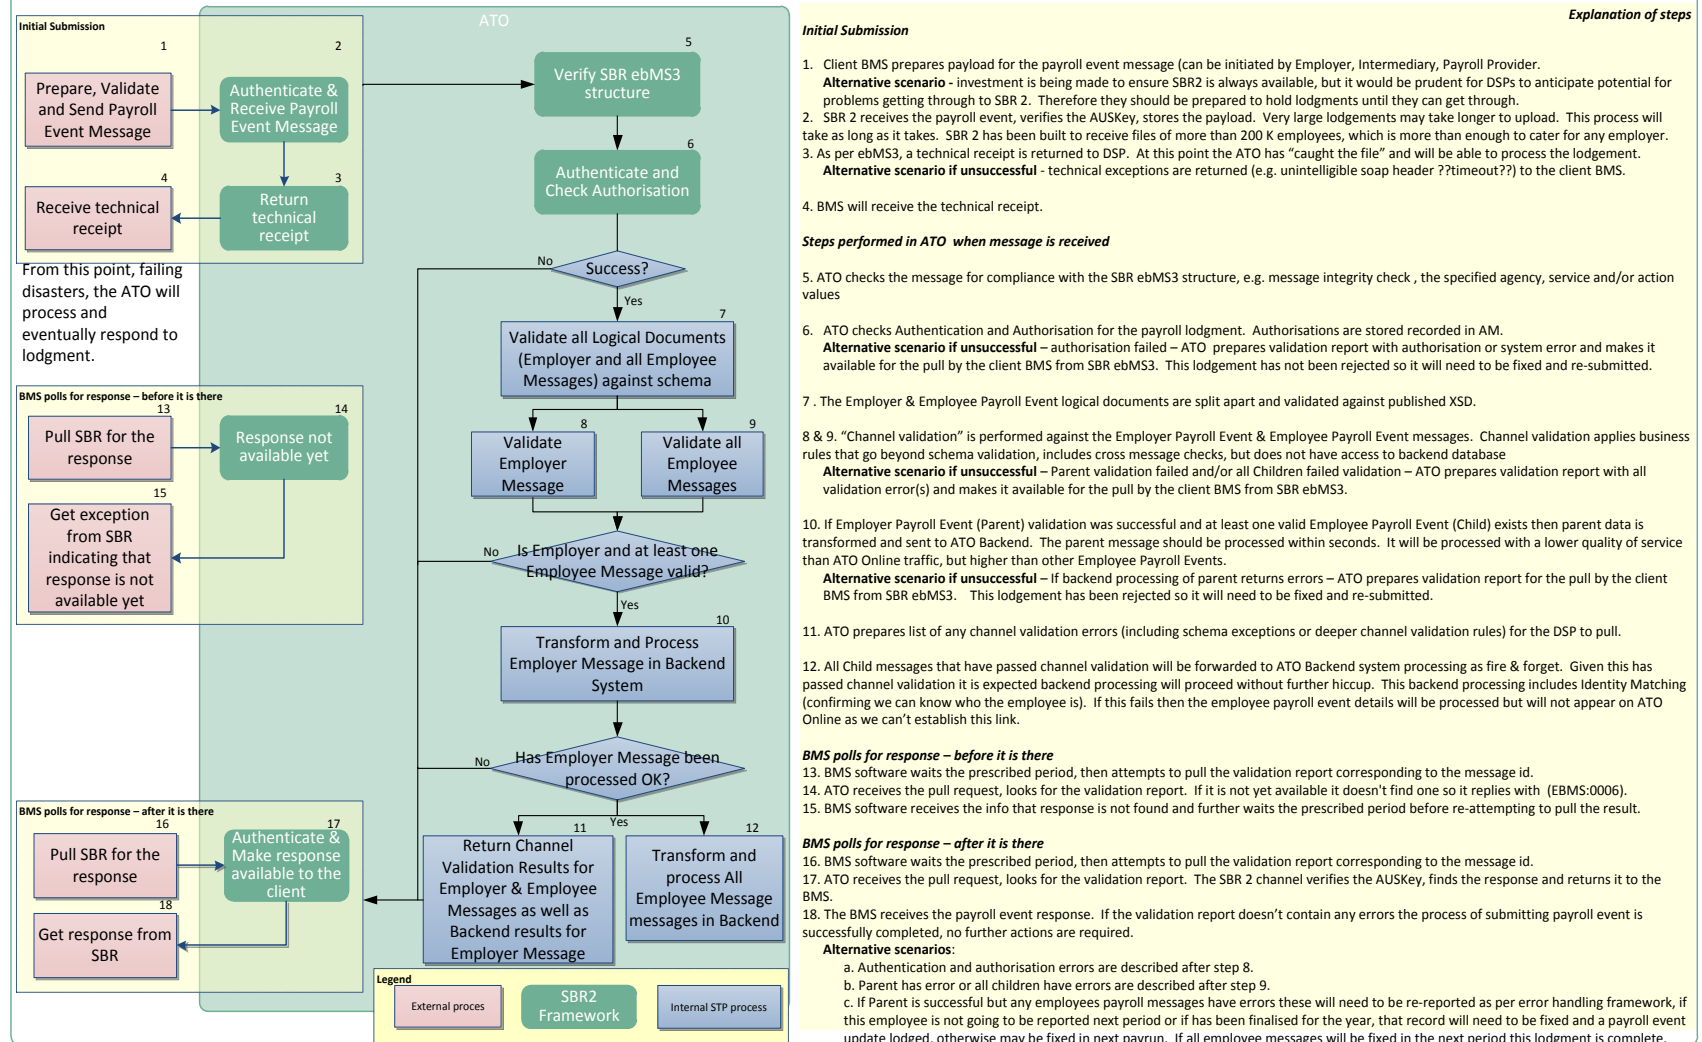 ATO
Initial Submission
1
2
Prepare, Validate
and Send Payroll
Event Message
Authenticate &
Receive Payroll
Event Message
4
3
Receive technical
receipt
Return
technical
receipt
From this point, failing
disasters, the ATO will
process and
eventually respond to
lodgment.
BMS polls for response – before it is there
13
14
Pull SBR for the
response
Response not
available yet
15
Get exception
from SBR
indicating that
response is not
available yet
BMS polls for response – after it is there
16
17
Pull SBR for the
response
Authenticate &
Make response
available to the
client
18
Get response from
SBR
5
Verify SBR ebMS3
structure
6
Authenticate and
Check Authorisation
No
Success?
Yes
7
Validate all Logical Documents
(Employer and all Employee
Messages) against schema
8
Validate
Employer
Message
9
Validate all
Employee
Messages
No
Is Employer and at least one
Employee Message valid?
Yes
10
Transform and Process
Employer Message in Backend
System
Has Employer Message been
processed OK?
No
Yes
11
Return Channel
Validation Results for
Employer & Employee
Messages as well as
Backend results for
Employer Message
12
Transform and
process All
Employee Message
messages in Backend
Legend
External proces
SBR2
Framework
Internal STP process
Explanation of steps
Initial Submission
1. Client BMS prepares payload for the payroll event message (can be initiated by Employer, Intermediary, Payroll Provider.
Alternative scenario - investment is being made to ensure SBR2 is always available, but it would be prudent for DSPs to anticipate potential for
problems getting through to SBR 2. Therefore they should be prepared to hold lodgments until they can get through.
2. SBR 2 receives the payroll event, verifies the AUSKey, stores the payload. Very large lodgements may take longer to upload. This process will
take as long as it takes. SBR 2 has been built to receive files of more than 200 K employees, which is more than enough to cater for any employer.
3. As per ebMS3, a technical receipt is returned to DSP. At this point the ATO has “caught the file” and will be able to process the lodgement.
Alternative scenario if unsuccessful - technical exceptions are returned (e.g. unintelligible soap header ??timeout??) to the client BMS.
4. BMS will receive the technical receipt.
Steps performed in ATO when message is received
5. ATO checks the message for compliance with the SBR ebMS3 structure, e.g. message integrity check , the specified agency, service and/or action
values
6. ATO checks Authentication and Authorisation for the payroll lodgment. Authorisations are stored recorded in AM.
Alternative scenario if unsuccessful – authorisation failed – ATO prepares validation report with authorisation or system error and makes it
available for the pull by the client BMS from SBR ebMS3. This lodgement has not been rejected so it will need to be fixed and re-submitted.
7 . The Employer & Employee Payroll Event logical documents are split apart and validated against published XSD.
8 & 9. “Channel validation” is performed against the Employer Payroll Event & Employee Payroll Event messages. Channel validation applies business
rules that go beyond schema validation, includes cross message checks, but does not have access to backend database
Alternative scenario if unsuccessful – Parent validation failed and/or all Children failed validation – ATO prepares validation report with all
validation error(s) and makes it available for the pull by the client BMS from SBR ebMS3.
10. If Employer Payroll Event (Parent) validation was successful and at least one valid Employee Payroll Event (Child) exists then parent data is
transformed and sent to ATO Backend. The parent message should be processed within seconds. It will be processed with a lower quality of service
than ATO Online traffic, but higher than other Employee Payroll Events.
Alternative scenario if unsuccessful – If backend processing of parent returns errors – ATO prepares validation report for the pull by the client
BMS from SBR ebMS3. This lodgement has been rejected so it will need to be fixed and re-submitted.
11. ATO prepares list of any channel validation errors (including schema exceptions or deeper channel validation rules) for the DSP to pull.
12. All Child messages that have passed channel validation will be forwarded to ATO Backend system processing as fire & forget. Given this has
passed channel validation it is expected backend processing will proceed without further hiccup. This backend processing includes Identity Matching
(confirming we can know who the employee is). If this fails then the employee payroll event details will be processed but will not appear on ATO
Online as we can’t establish this link.
BMS polls for response – before it is there
13. BMS software waits the prescribed period, then attempts to pull the validation report corresponding to the message id.
14. ATO receives the pull request, looks for the validation report. If it is not yet available it doesn't find one so it replies with (EBMS:0006).
15. BMS software receives the info that response is not found and further waits the prescribed period before re-attempting to pull the result.
BMS polls for response – after it is there
16. BMS software waits the prescribed period, then attempts to pull the validation report corresponding to the message id.
17. ATO receives the pull request, looks for the validation report. The SBR 2 channel verifies the AUSKey, finds the response and returns it to the
BMS.
18. The BMS receives the payroll event response. If the validation report doesn’t contain any errors the process of submitting payroll event is
successfully completed, no further actions are required.
Alternative scenarios:
a. Authentication and authorisation errors are described after step 8.
b. Parent has error or all children have errors are described after step 9.
c. If Parent is successful but any employees payroll messages have errors these will need to be re-reported as per error handling framework, if
this employee is not going to be reported next period or if has been finalised for the year, that record will need to be fixed and a payroll event
update lodged, otherwise may be fixed in next payrun. If all employee messages will be fixed in the next period this lodgment is complete.